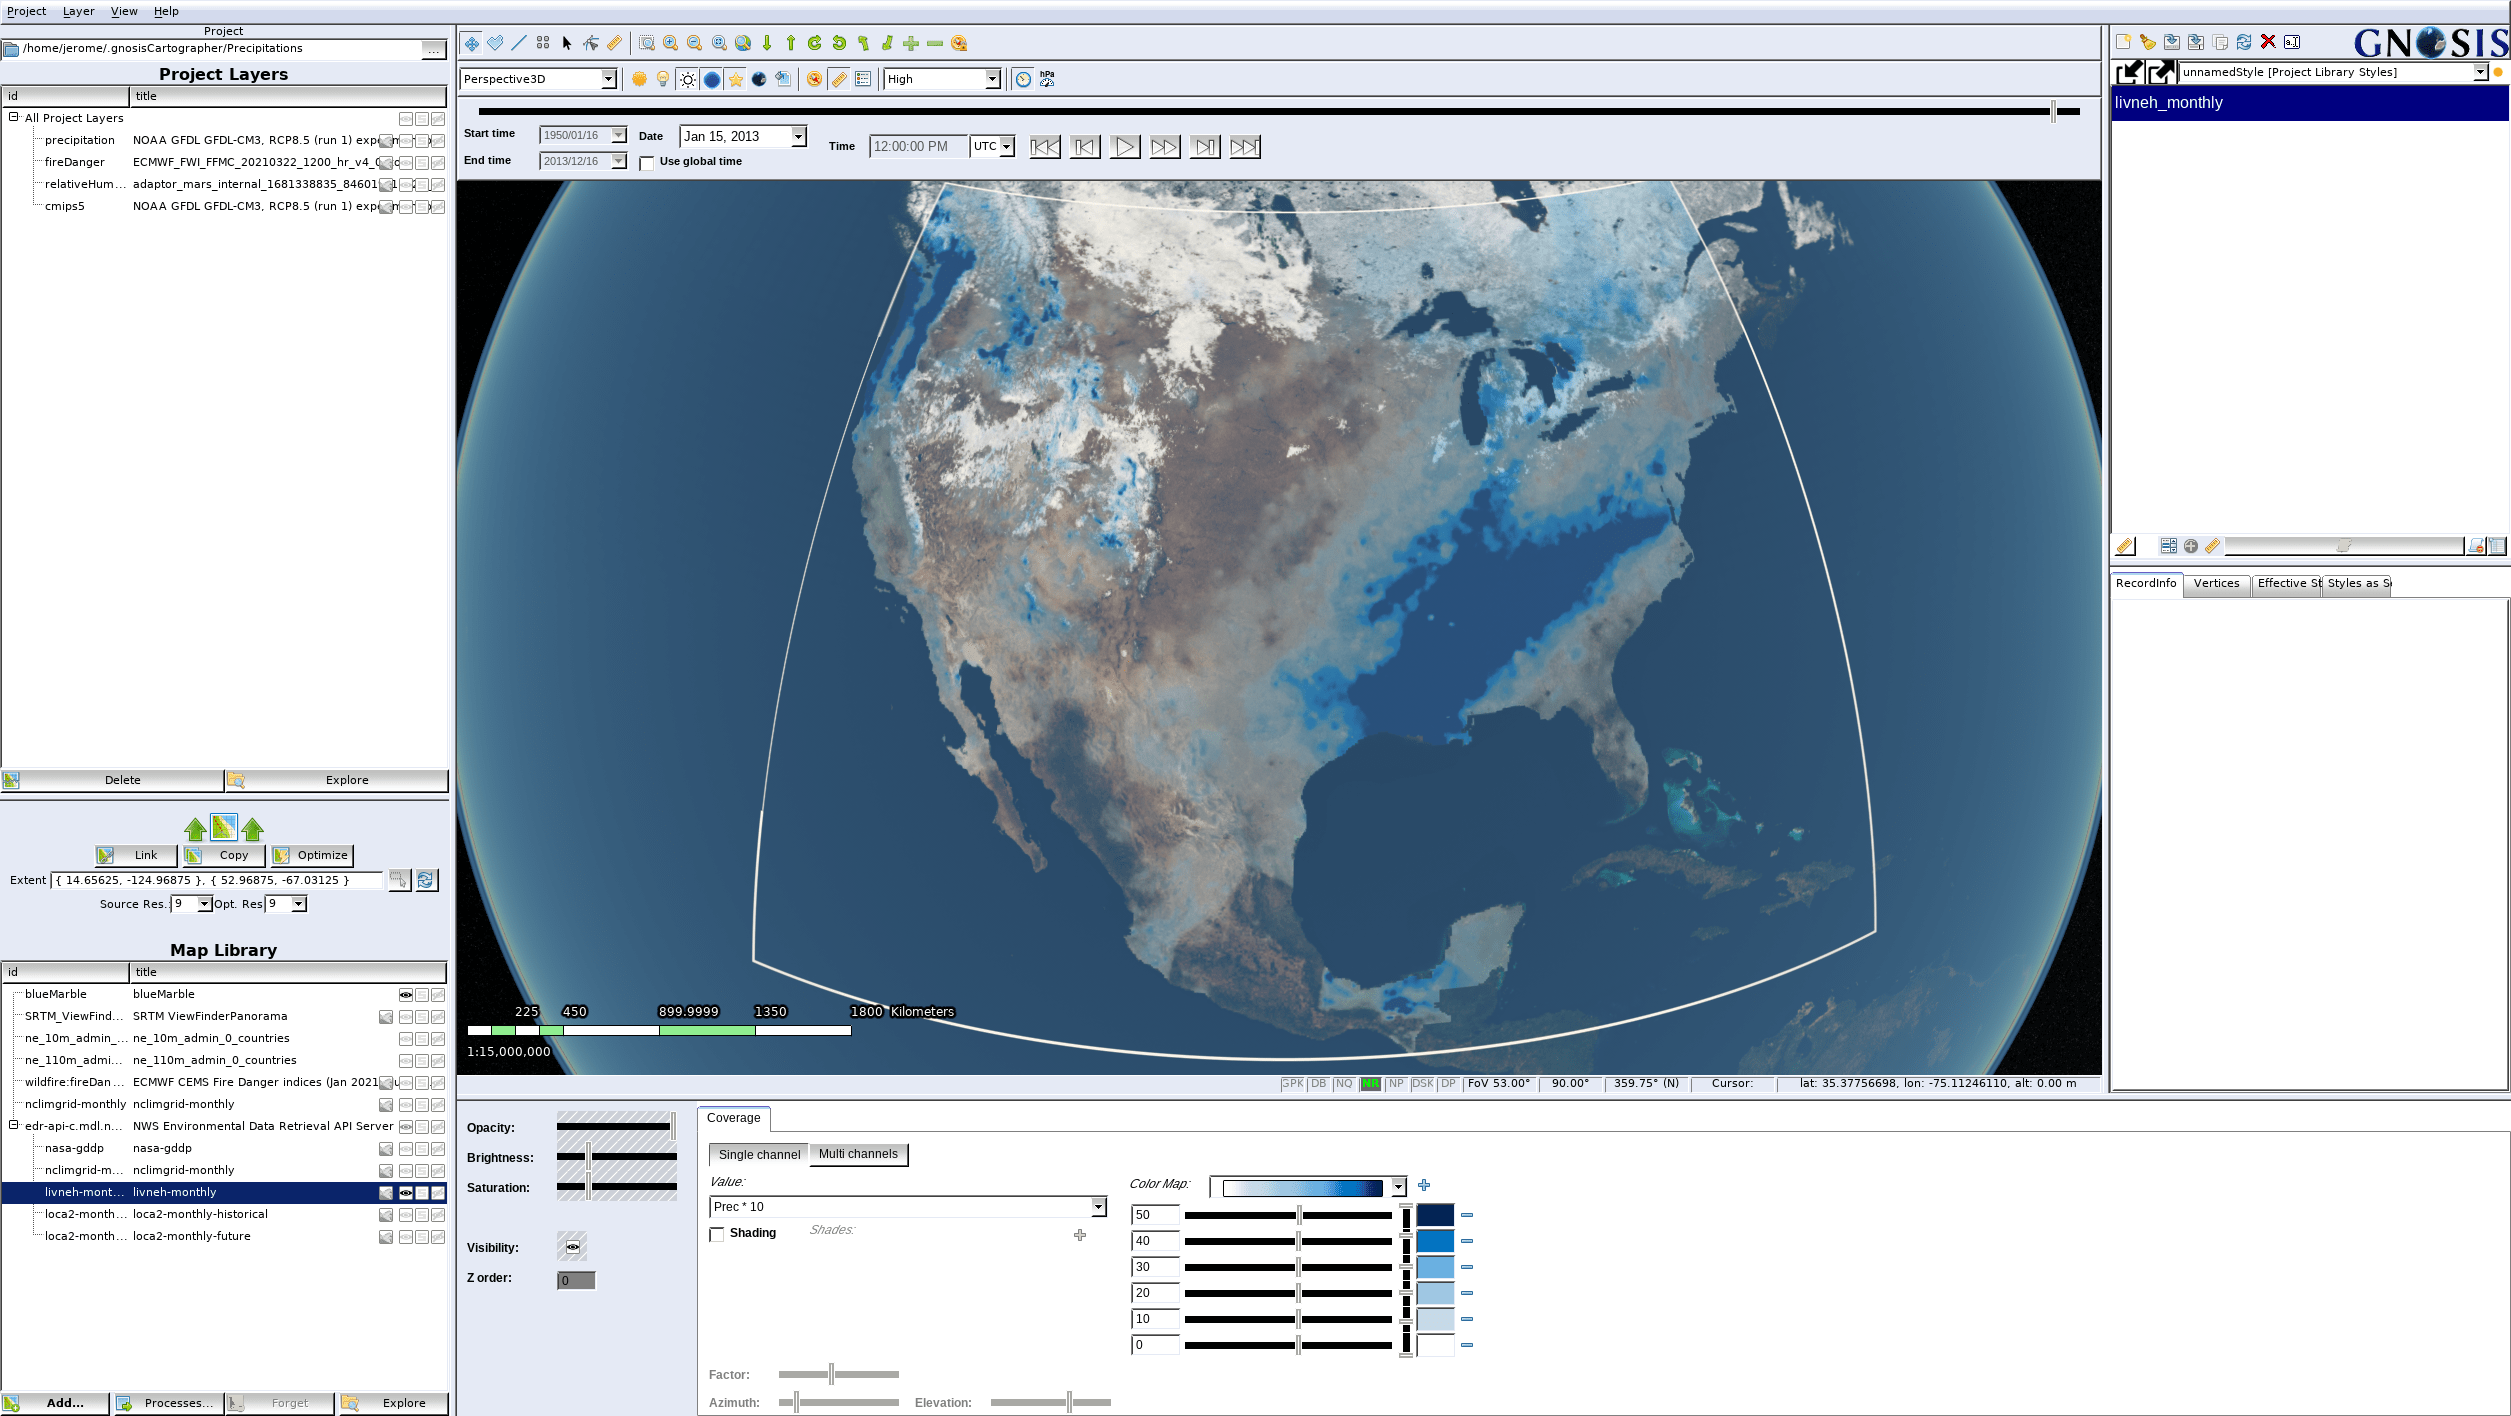 Project Layer View Help
Project
/home/jerome/.gnosisCartographer/Precipitations ...
Project Layers
id title
All Project Layers
precipitation NOAA GFDL GFDL-CM3, RCP8.5 (run 1)
fireDanger ECMWF_FWI_FFMC_20210322_1200_hr_v4_
relativeHum... adaptor_mars_internal_1681338835_8460
cmips5 NOAA GFDL GFDL-CM3, RCP8.5 (run 1)
Delete Explore
Link Copy Optimize
Extent { 14.65625, -124.96875 }, { 52.96875, -67.03125 }
Source Res.: 9 Opt. Res 9
Map Library
id title
blueMarble blueMarble
SRTM_ViewFind... SRTM ViewFinderPanorama
ne_10m_admin_... ne_10m_admin_0_countries
ne_110m_admi... ne_110m_admin_0_countries
wildfire:fireDan... ECMWF CEMS Fire Danger indices (Jan 2021
nclimgrid-monthly nclimgrid-monthly
edr-api-c.mdl.n... NWS Environmental Data Retrieval API Server
nasa-gddp nasa-gddp
nclimgrid-m... nclimgrid-monthly
livneh-mont... livneh-monthly
loca2-month... loca2-monthly-historical
loca2-month... loca2-monthly-future
Add... Processes... Forget Explore
Perspective3D High hPa
Start time 1950/01/16 Date Jan 15, 2013 Time 12:00:00 PM UTC
End time 2013/12/16 Use global time
225 450 899.9999 1350 1800 Kilometers
1:15,000,000
GPK DB NQ NR NP DSK DP FoV 53.00° 90.00° 359.75° (N) Cursor: lat: 35.37756698, lon: -75.11246110, alt: 0.00 m
Opacity:
Brightness:
Saturation:
Visibility:
Z order: 0
Coverage
Single channel Multi channels
Value:
Prec * 10
Shading Shades:
Color Map:
50
40
30
20
10
0
Factor:
Azimuth: Elevation:
GNOSIS
unnamedStyle [Project Library Styles]
livneh_monthly
RecordInfo Vertices Effective St Styles as S